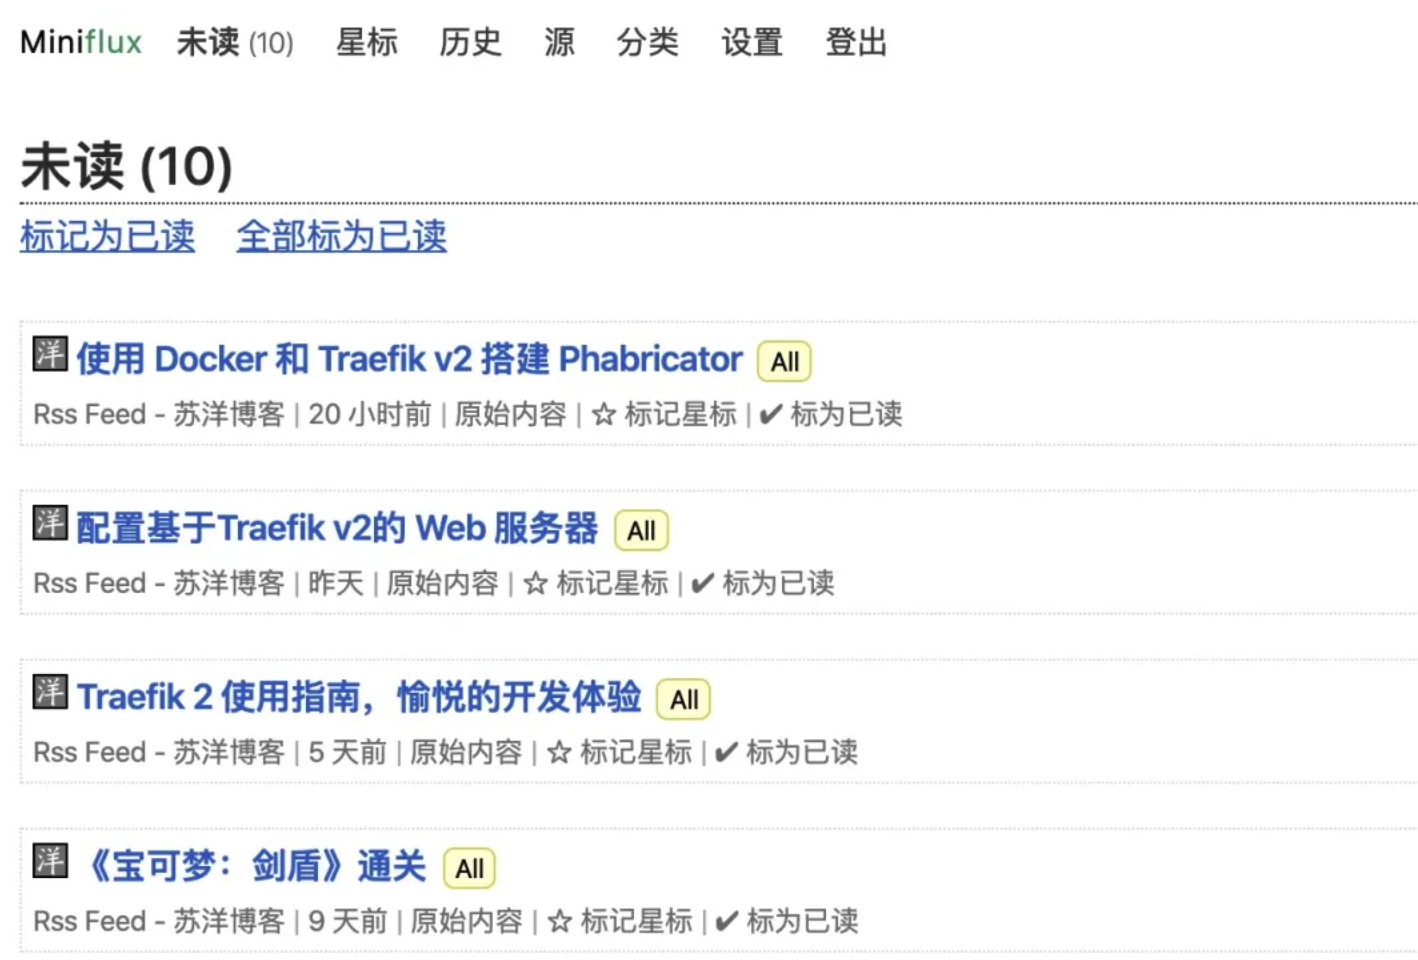 Miniflux 未读 (10) 星标 历史 源 分类 设置 登出
未读 (10)
标记为已读 全部标为已读
洋 使用 Docker 和 Traefik v2 搭建 Phabricator All
Rss Feed - 苏洋博客 | 20 小时前 | 原始内容 | ☆ 标记星标 | ✔ 标为已读
洋 配置基于Traefik v2的 Web 服务器 All
Rss Feed - 苏洋博客 | 昨天 | 原始内容 | ☆ 标记星标 | ✔ 标为已读
洋 Traefik 2 使用指南，愉悦的开发体验 All
Rss Feed - 苏洋博客 | 5 天前 | 原始内容 | ☆ 标记星标 | ✔ 标为已读
洋 《宝可梦：剑盾》通关 All
Rss Feed - 苏洋博客 | 9 天前 | 原始内容 | ☆ 标记星标 | ✔ 标为已读